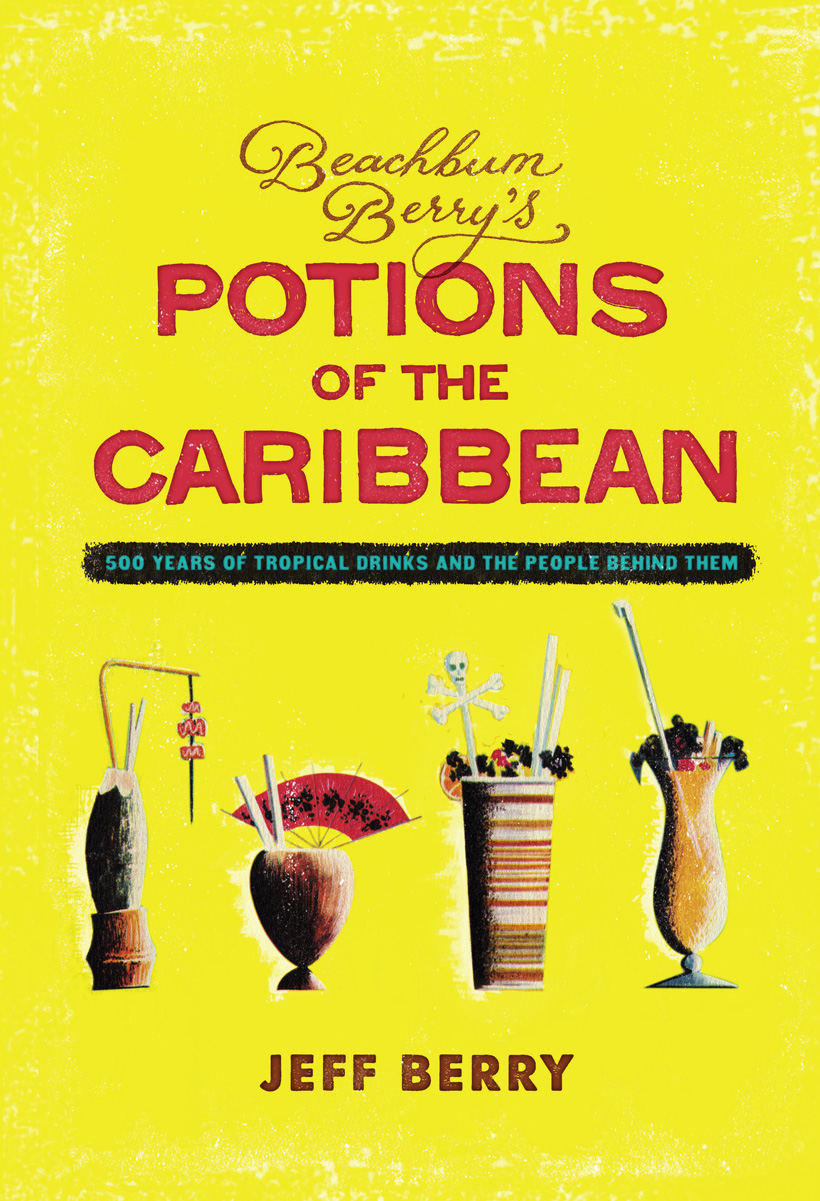 Beachbum
Berry's
POTIONS
OF THE
CARIBBEAN
500 YEARS OF TROPICAL DRINKS AND THE PEOPLE BEHIND THEM
JEFF BERRY